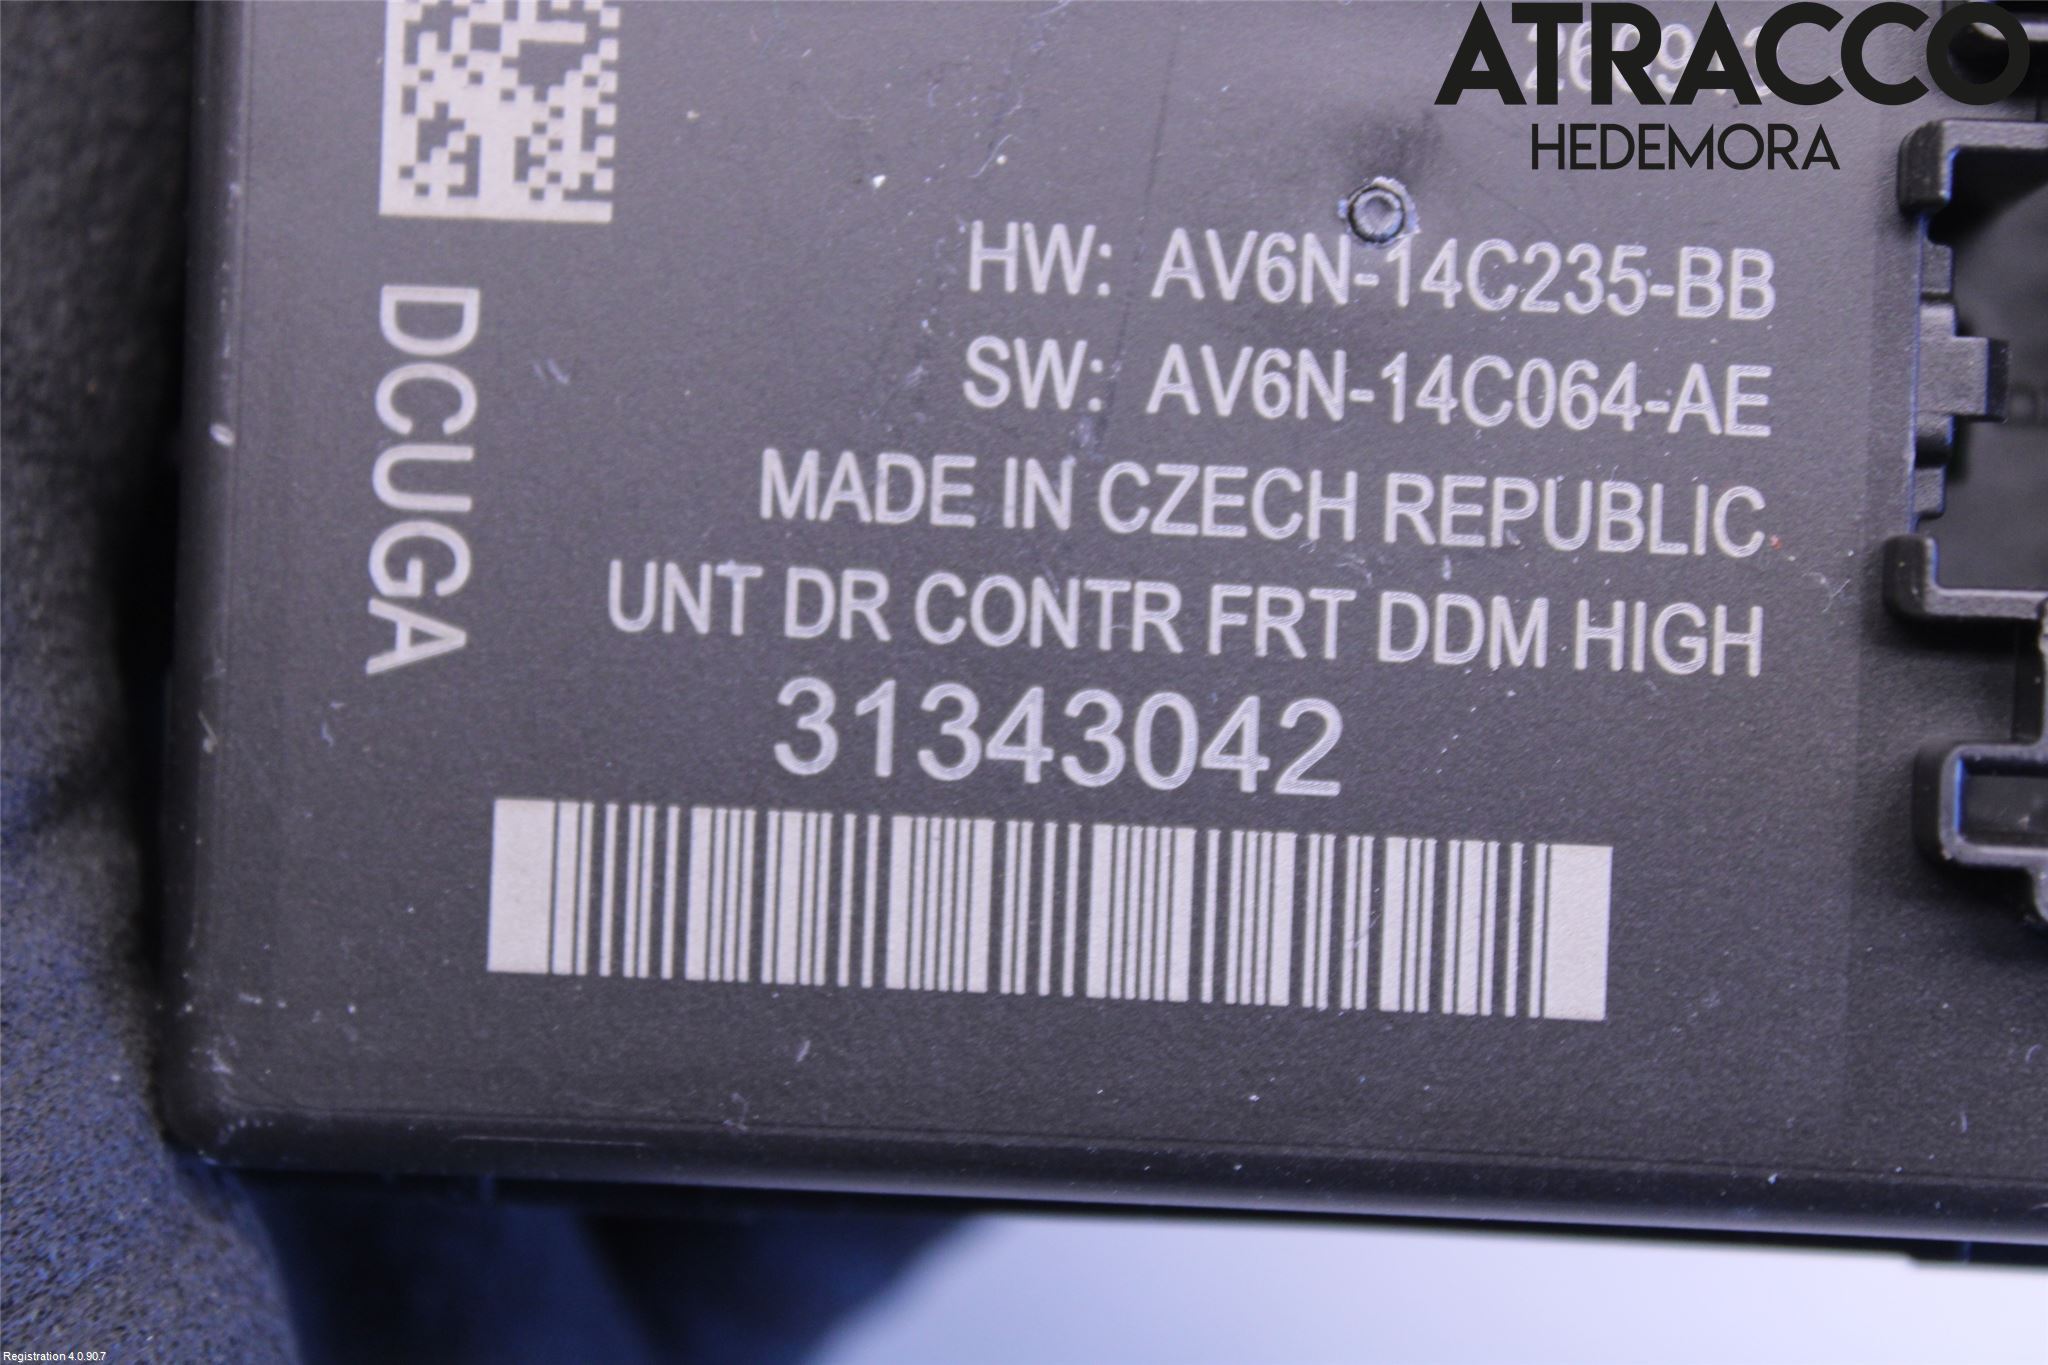 ATRACCO
HEDEMORA
HW: AV6N-14C235-BB
SW: AV6N-14C064-AE
MADE IN CZECH REPUBLIC
UNT DR CONTR FRT DDM HIGH
31343042
DCUGA
Registration 4.0.90.7